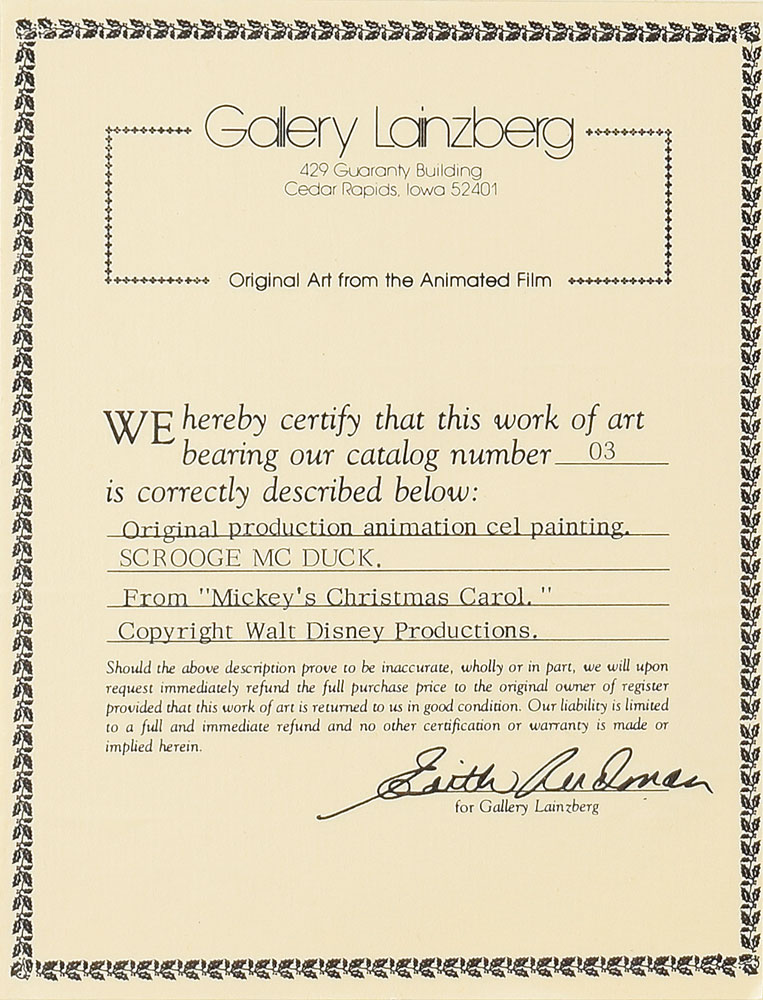 Gallery Lainzberg
429 Guaranty Building
Cedar Rapids, Iowa 52401
Original Art from the Animated Film
WE hereby certify that this work of art
bearing our catalog number 03
is correctly described below:
Original production animation cel painting.
SCROOGE MC DUCK.
From "Mickey's Christmas Carol."
Copyright Walt Disney Productions.
Should the above description prove to be inaccurate, wholly or in part, we will upon
request immediately refund the full purchase price to the original owner of register
provided that this work of art is returned to us in good condition. Our liability is limited
to a full and immediate refund and no other certification or warranty is made or
implied herein.
for Gallery Lainzberg